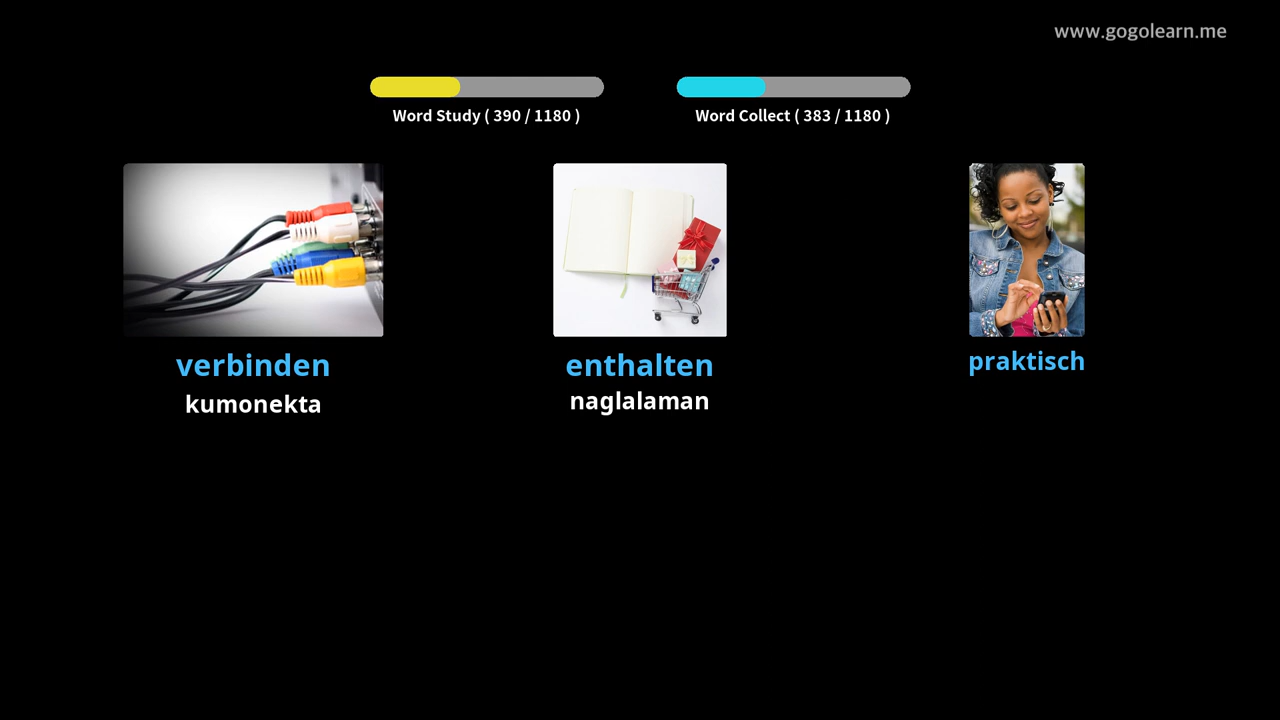 www.gogolearn.me
Word Study ( 390 / 1180 )
Word Collect ( 383 / 1180 )
verbinden
kumonekta
enthalten
naglalaman
praktisch